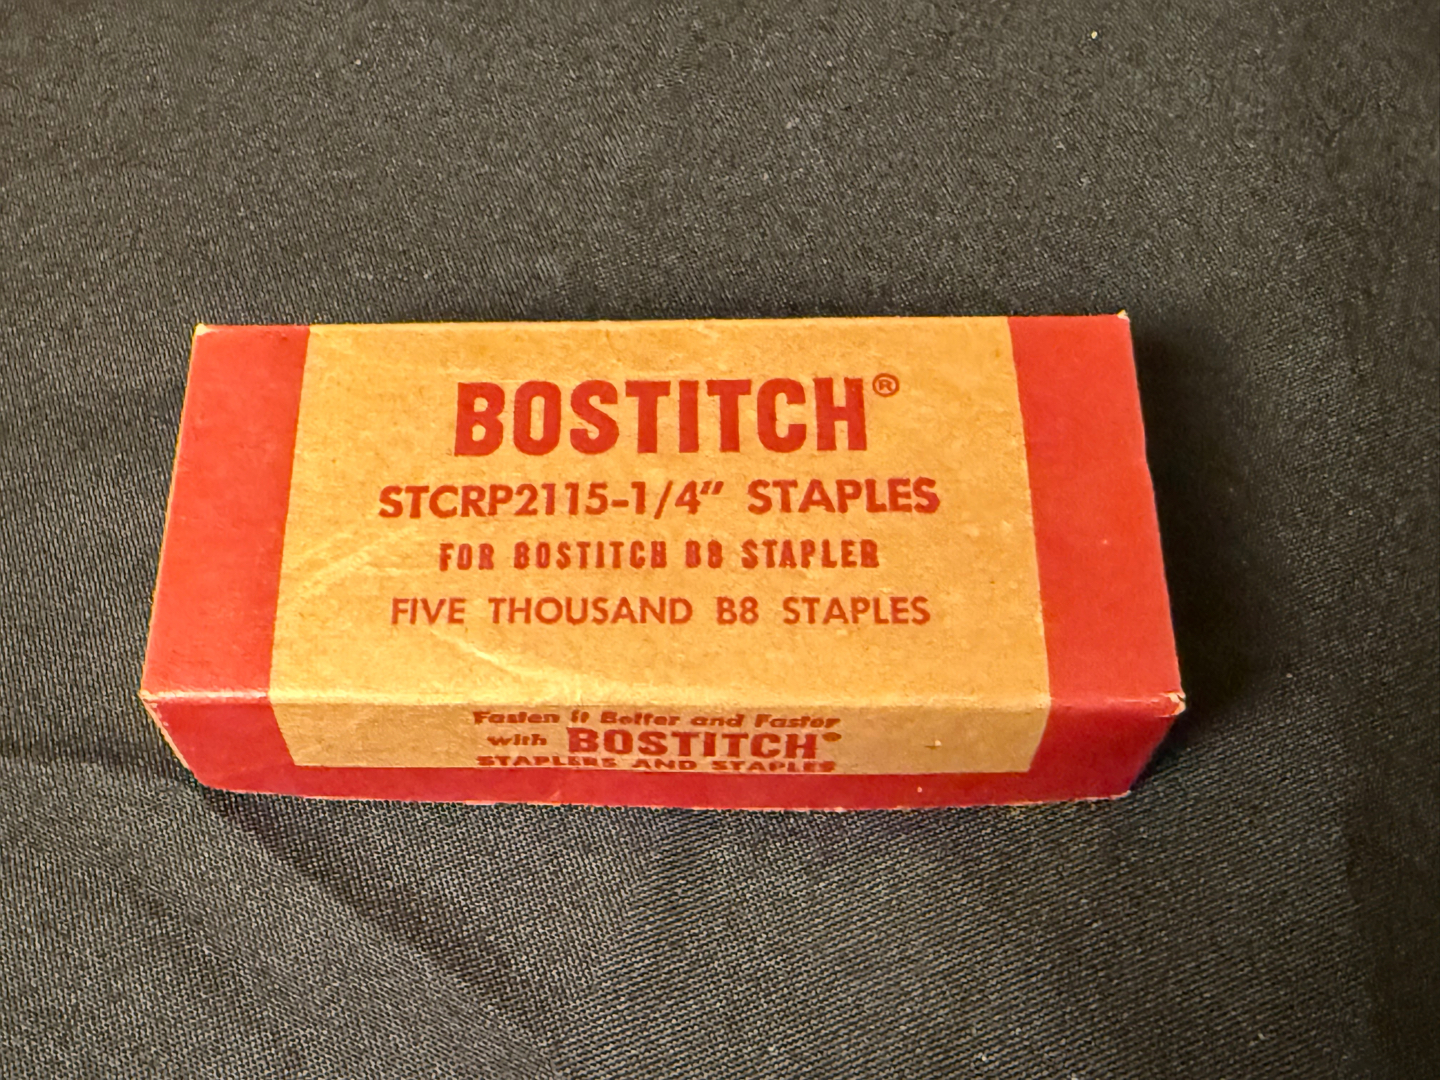 BOSTITCH®
STCRP2115-1/4" STAPLES
FOR BOSTITCH B8 STAPLER
FIVE THOUSAND B8 STAPLES
Fasten it Better and Faster
with BOSTITCH®
STAPLERS AND STAPLES